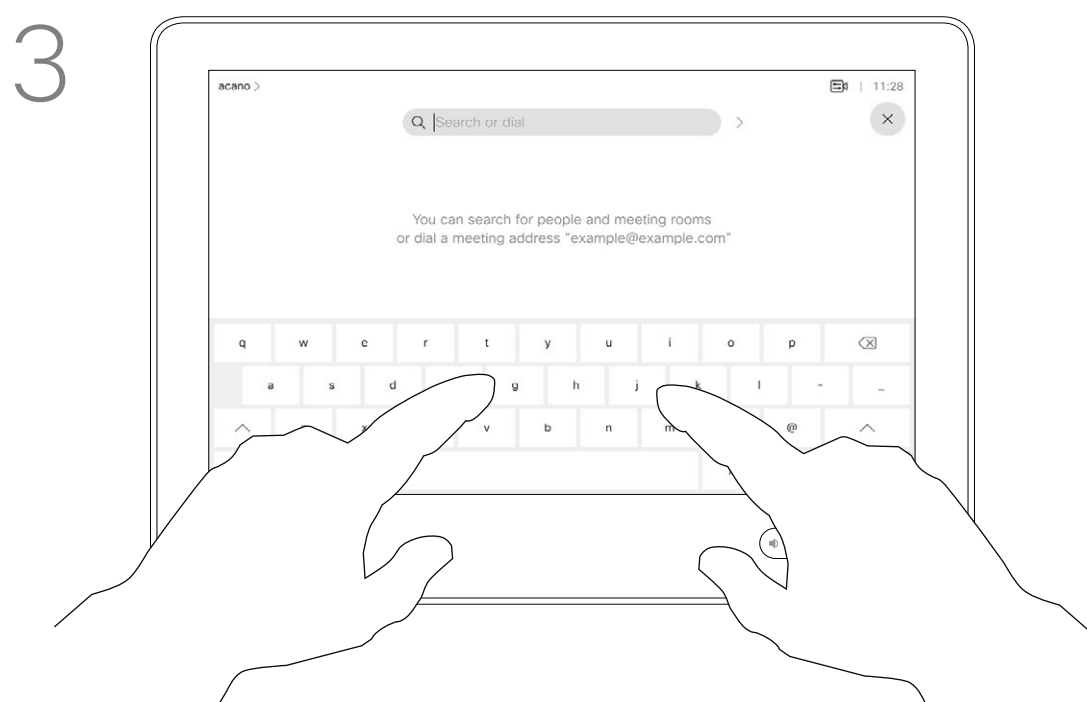 3
acano >
11:28
Search or dial >
You can search for people and meeting rooms
or dial a meeting address "example@example.com"
q w e r t y u i o p
a s d g h j k l - _
x v b n m @